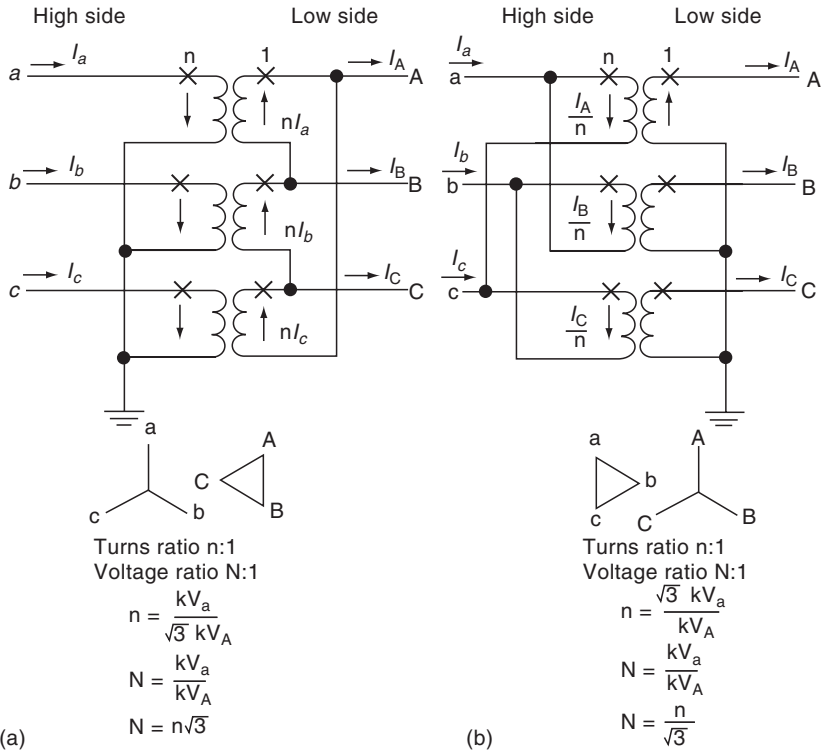 High side Low side
I_a n 1 I_A
a A
nI_a
I_b I_B
b B
nI_b
I_c I_C
c C
nI_c
a
c b
A
C
B
Turns ratio n:1
Voltage ratio N:1
n = kV_a / √3 kV_A
N = kV_a / kV_A
N = n√3
(a)
High side Low side
I_a n 1 I_A
a A
I_A / n
I_b I_B
b B
I_B / n
I_c I_C
c C
I_C / n
a
b
c
A
C B
Turns ratio n:1
Voltage ratio N:1
n = √3 kV_a / kV_A
N = kV_a / kV_A
N = n / √3
(b)